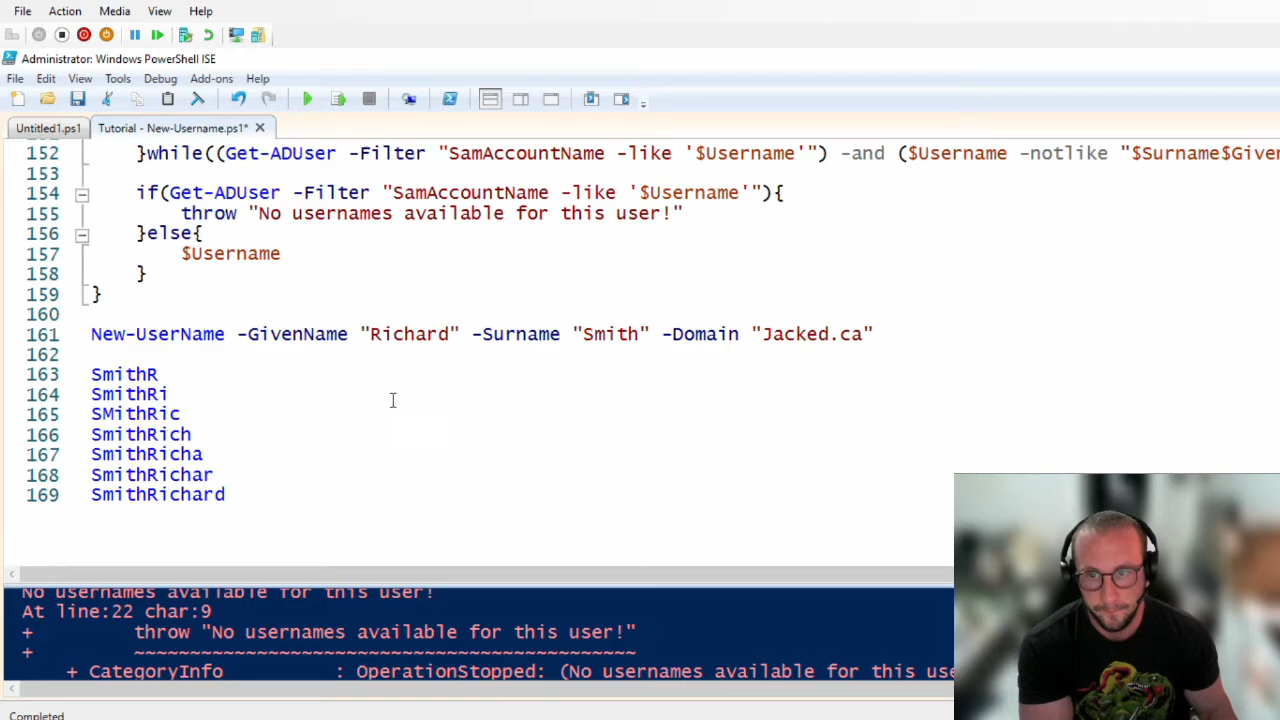 File Action Media View Help
Administrator: Windows PowerShell ISE
File Edit View Tools Debug Add-ons Help
Untitled1.ps1 Tutorial - New-Username.ps1*
152 }while((Get-ADUser -Filter "SamAccountName -like '$Username'") -and ($Username -notlike "$Surname$Given
153
154 if(Get-ADUser -Filter "SamAccountName -like '$Username'"){
155 throw "No usernames available for this user!"
156 }else{
157 $Username
158 }
159 }
160
161 New-UserName -GivenName "Richard" -Surname "Smith" -Domain "Jacked.ca"
162
163 SmithR
164 SmithRi
165 SMithRic
166 SmithRich
167 SmithRicha
168 SmithRichar
169 SmithRichard
No usernames available for this user!
At line:22 char:9
+ throw "No usernames available for this user!"
+ ~~~~~~~~~~~~~~~~~~~~~~~~~~~~~~~~~~~~~~~~~~~~~
+ CategoryInfo : OperationStopped: (No usernames available for this use
Completed